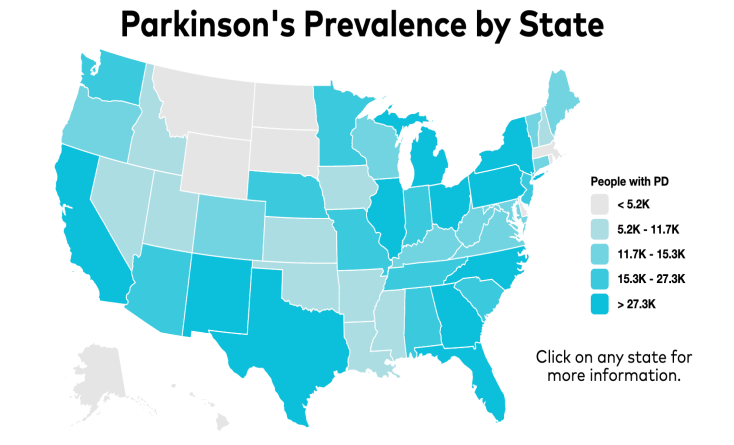 Parkinson's Prevalence by State
People with PD
< 5.2K
5.2K - 11.7K
11.7K - 15.3K
15.3K - 27.3K
> 27.3K
Click on any state for
more information.